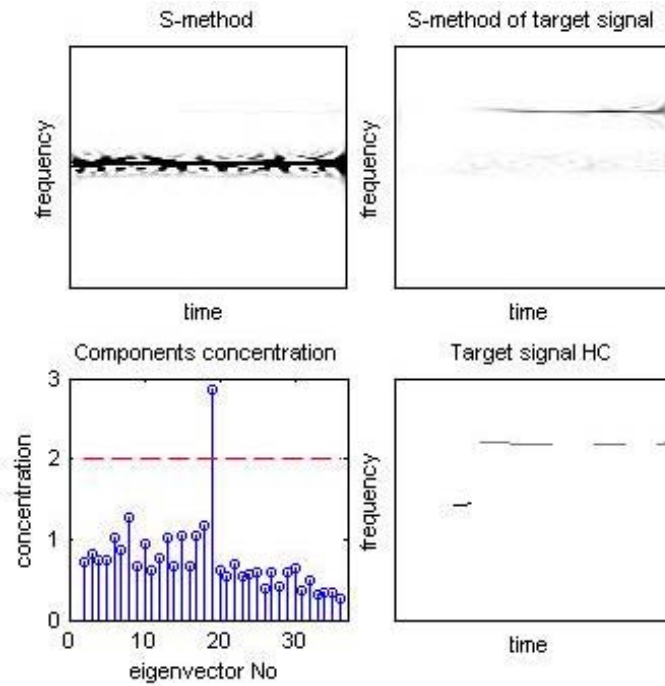 S-method
frequency
time
S-method of target signal
frequency
time
Components concentration
concentration
3
2
1
0
0 10 20 30
eigenvector No
Target signal HC
frequency
time